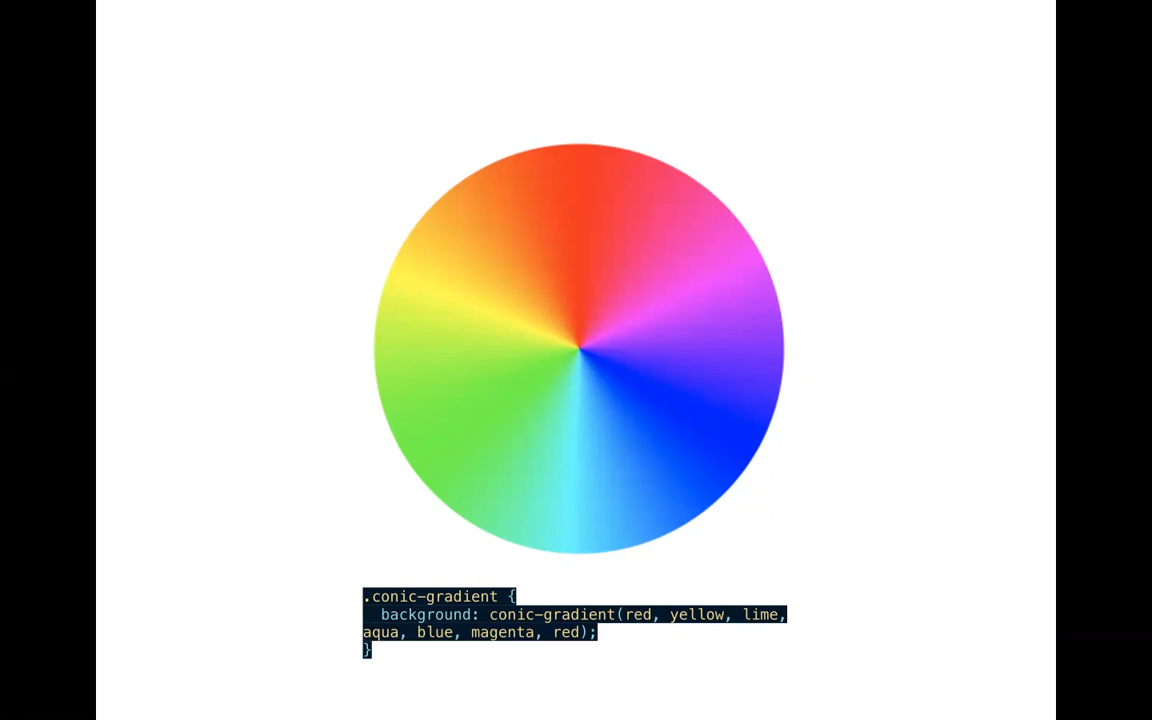 .conic-gradient {
  background: conic-gradient(red, yellow, lime,
aqua, blue, magenta, red);
}